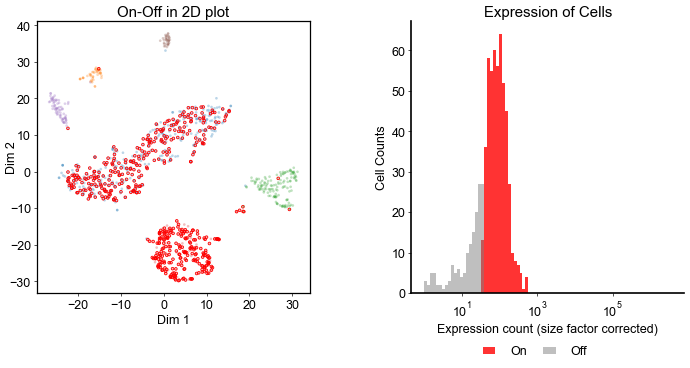 On-Off in 2D plot
40
30
20
10
0
−10
−20
−30
Dim 2
−20 −10 0 10 20 30
Dim 1
Expression of Cells
60
50
40
30
20
10
0
Cell Counts
10^1 10^3 10^5
Expression count (size factor corrected)
On Off